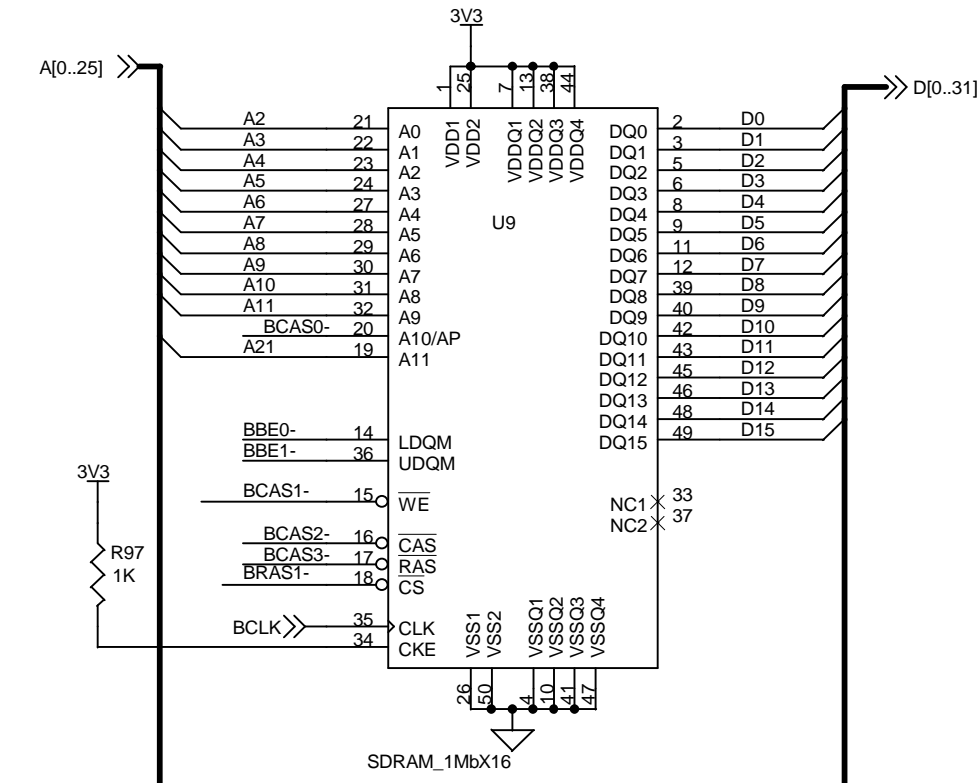 3V3
A[0..25]
D[0..31]
1 25 7 13 38 44
VDD1 VDD2 VDDQ1 VDDQ2 VDDQ3 VDDQ4
A2 21 A0 DQ0 2 D0
A3 22 A1 DQ1 3 D1
A4 23 A2 DQ2 5 D2
A5 24 A3 DQ3 6 D3
A6 27 A4 DQ4 8 D4
A7 28 A5 U9 DQ5 9 D5
A8 29 A6 DQ6 11 D6
A9 30 A7 DQ7 12 D7
A10 31 A8 DQ8 39 D8
A11 32 A9 DQ9 40 D9
BCAS0- 20 A10/AP DQ10 42 D10
A21 19 A11 DQ11 43 D11
DQ12 45 D12
DQ13 46 D13
DQ14 48 D14
DQ15 49 D15
BBE0- 14 LDQM
BBE1- 36 UDQM
3V3
BCAS1- 15 WE NC1 33
NC2 37
BCAS2- 16 CAS
BCAS3- 17 RAS
BRAS1- 18 CS
R97
1K
BCLK 35 CLK
34 CKE
VSS1 VSS2 VSSQ1 VSSQ2 VSSQ3 VSSQ4
26 50 4 10 41 47
SDRAM_1MbX16